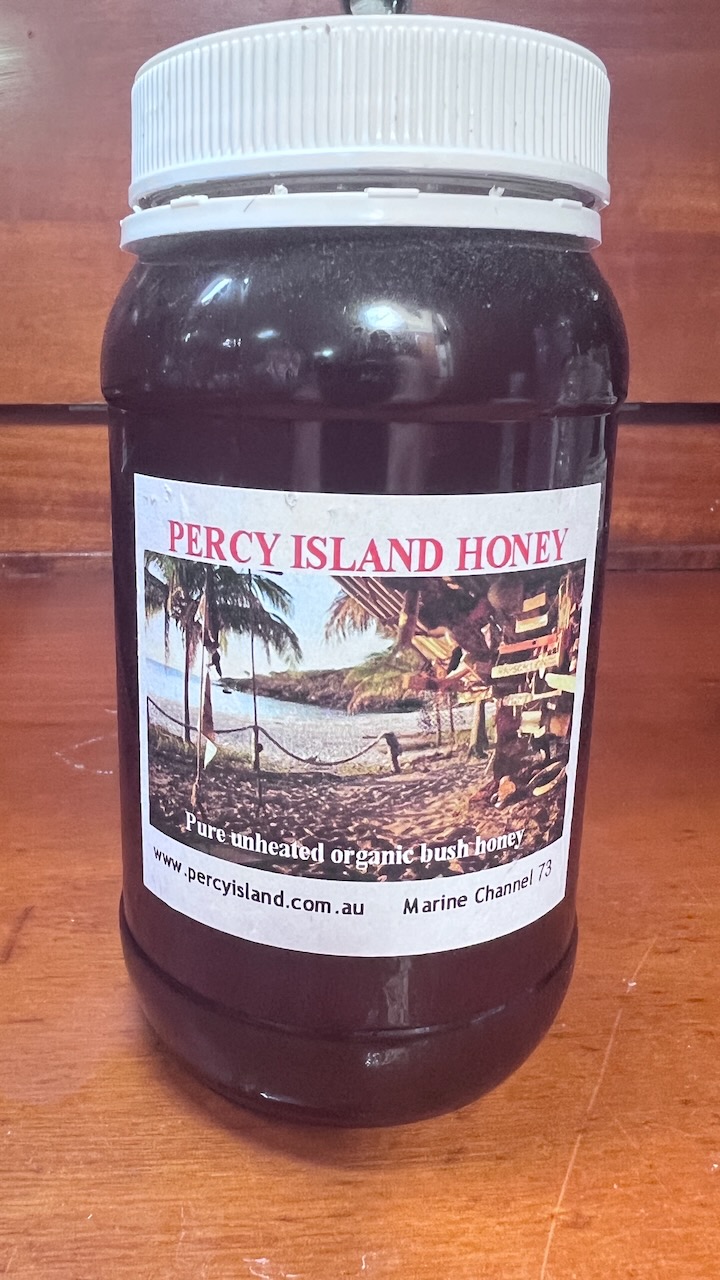 PERCY ISLAND HONEY
Pure unheated organic bush honey
www.percyisland.com.au Marine Channel 73